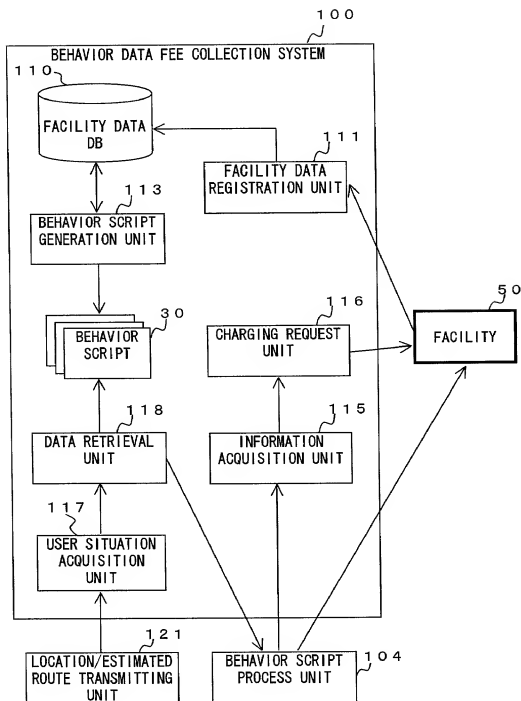 100
BEHAVIOR DATA FEE COLLECTION SYSTEM
110
FACILITY DATA
DB
111
FACILITY DATA
REGISTRATION UNIT
113
BEHAVIOR SCRIPT
GENERATION UNIT
30
BEHAVIOR
SCRIPT
116
CHARGING REQUEST
UNIT
50
FACILITY
118
DATA RETRIEVAL
UNIT
115
INFORMATION
ACQUISITION UNIT
117
USER SITUATION
ACQUISITION
UNIT
121
LOCATION/ESTIMATED
ROUTE TRANSMITTING
UNIT
BEHAVIOR SCRIPT
PROCESS UNIT
104